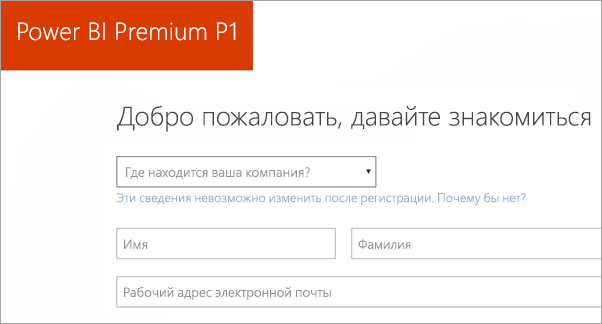 Power BI Premium P1
Добро пожаловать, давайте знакомиться
Где находится ваша компания?
Эти сведения невозможно изменить после регистрации. Почему бы нет?
Имя
Фамилия
Рабочий адрес электронной почты